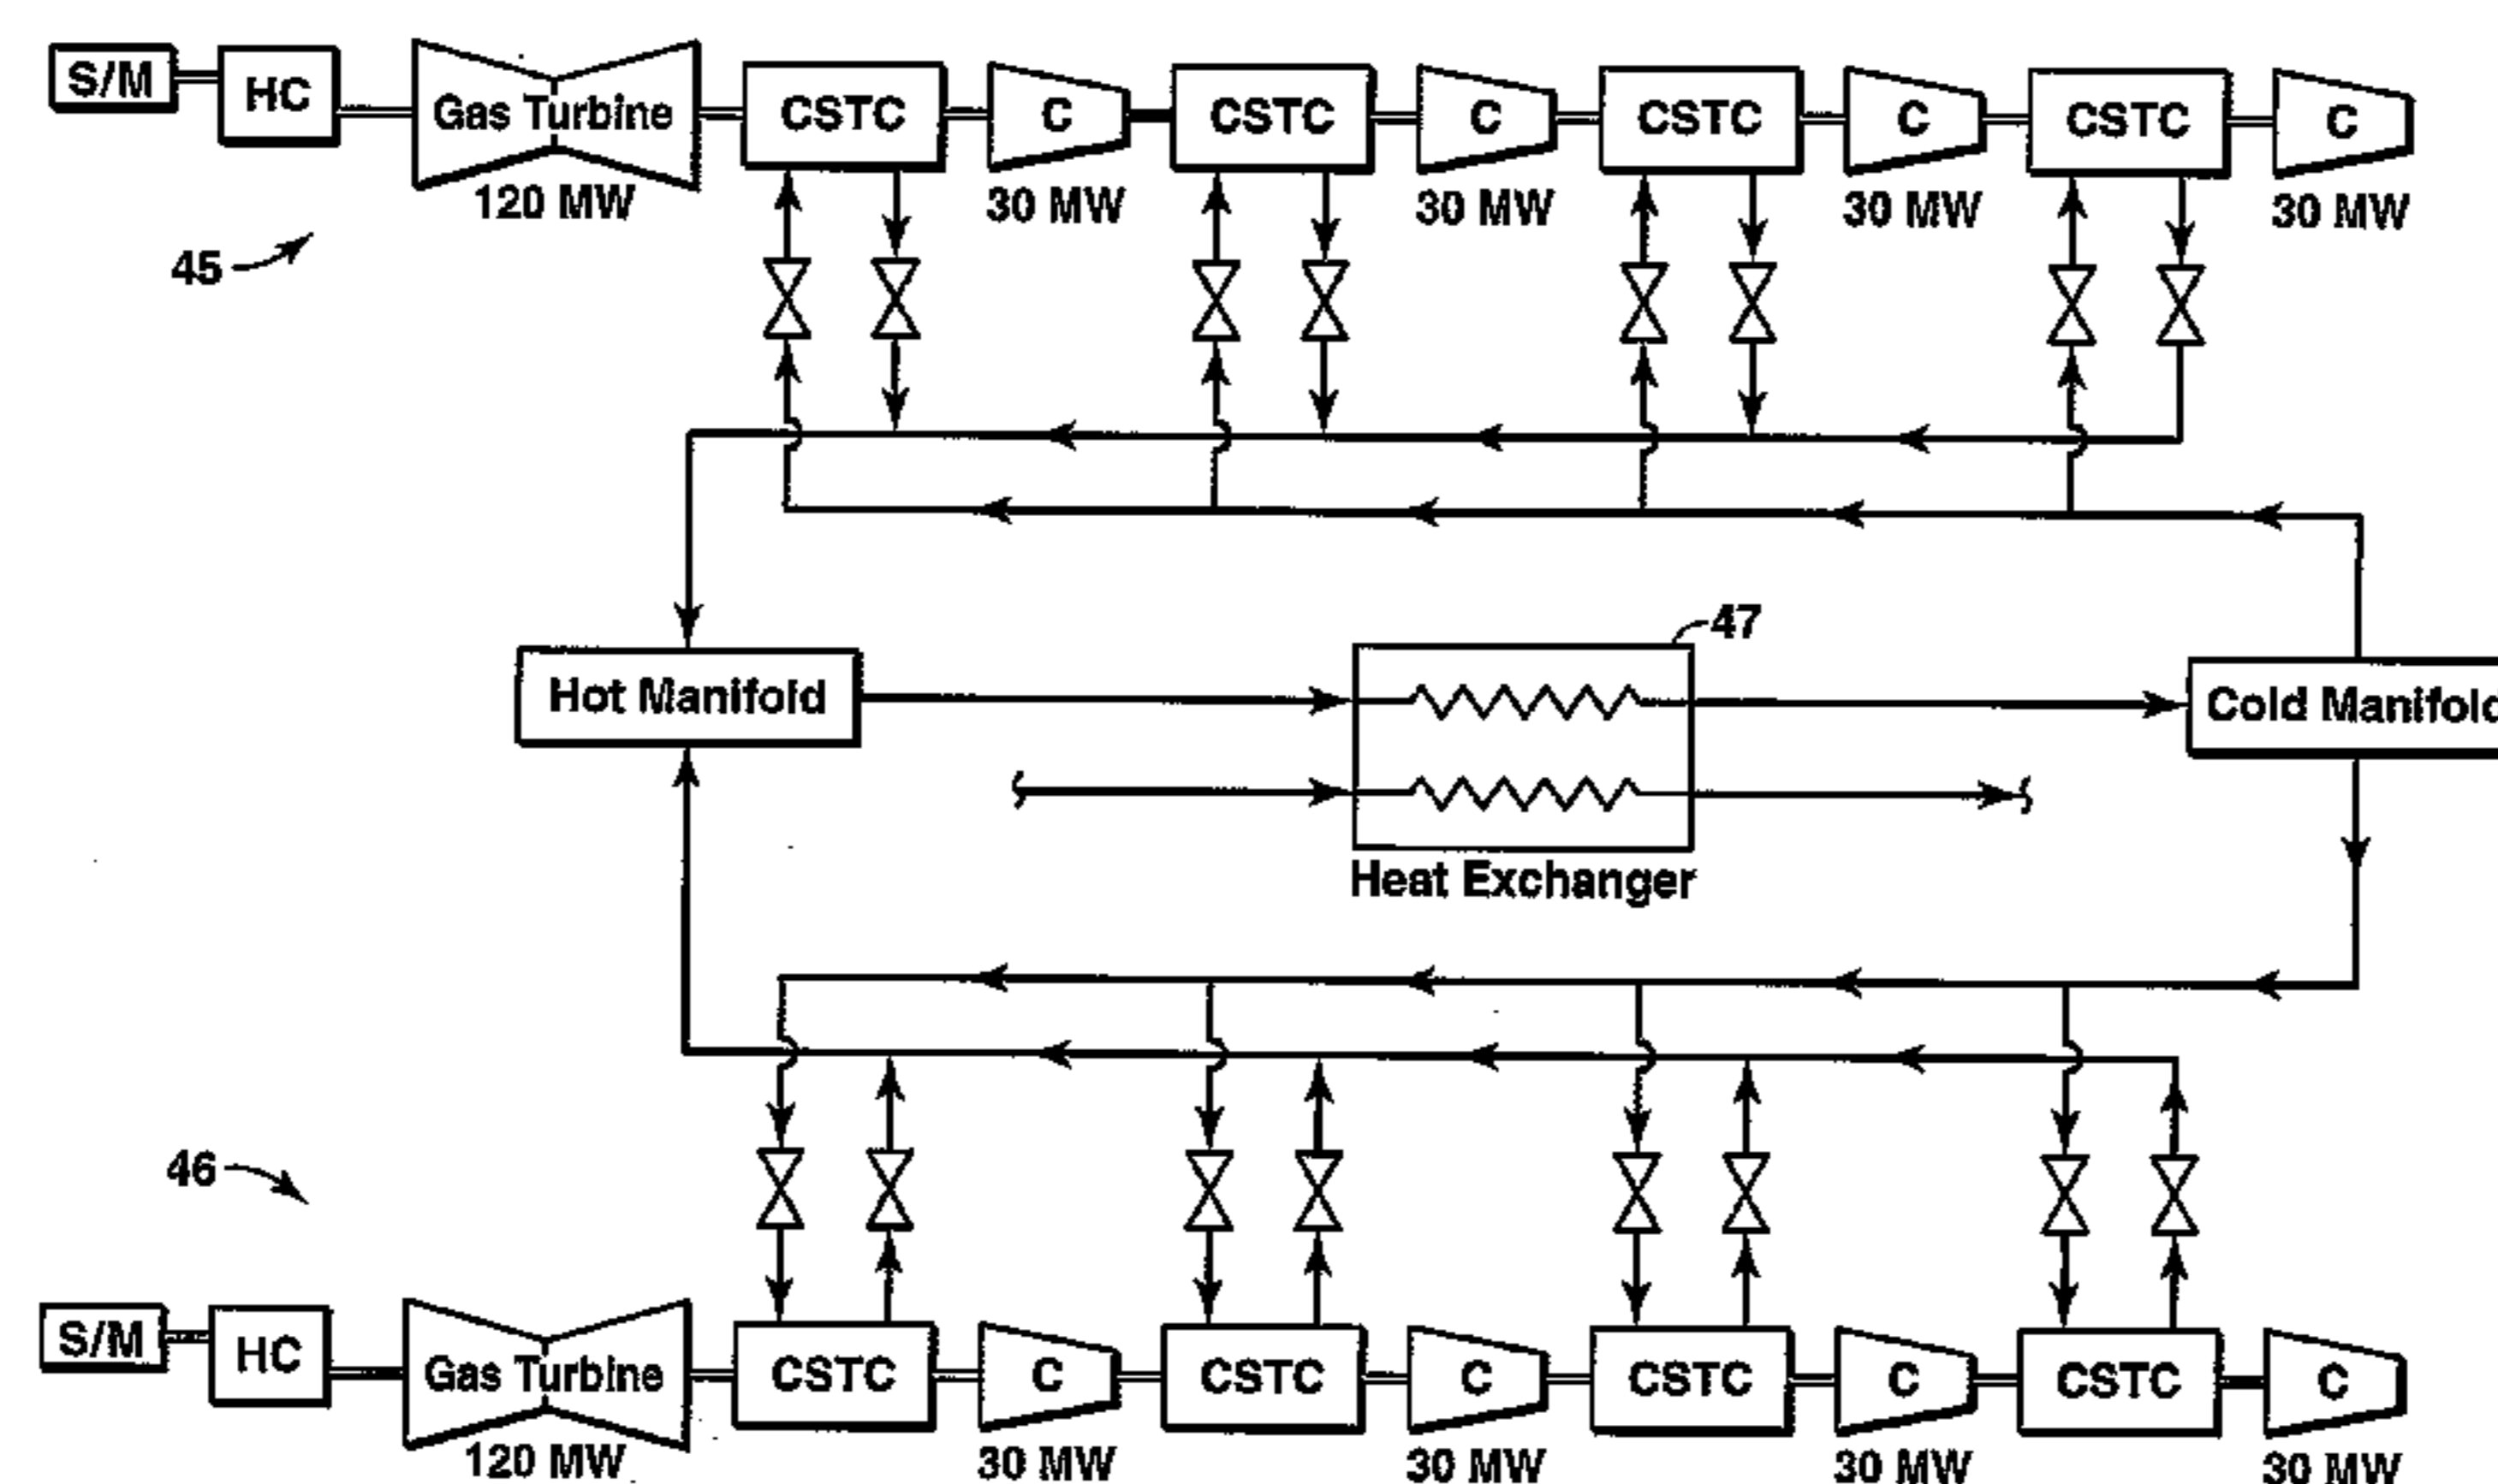 S/M
HC
Gas Turbine
120 MW
CSTC
C
30 MW
CSTC
C
30 MW
CSTC
C
30 MW
CSTC
C
30 MW
45
47
Hot Manifold
Heat Exchanger
Cold Manifold
46
S/M
HC
Gas Turbine
120 MW
CSTC
C
30 MW
CSTC
C
30 MW
CSTC
C
30 MW
CSTC
C
30 MW